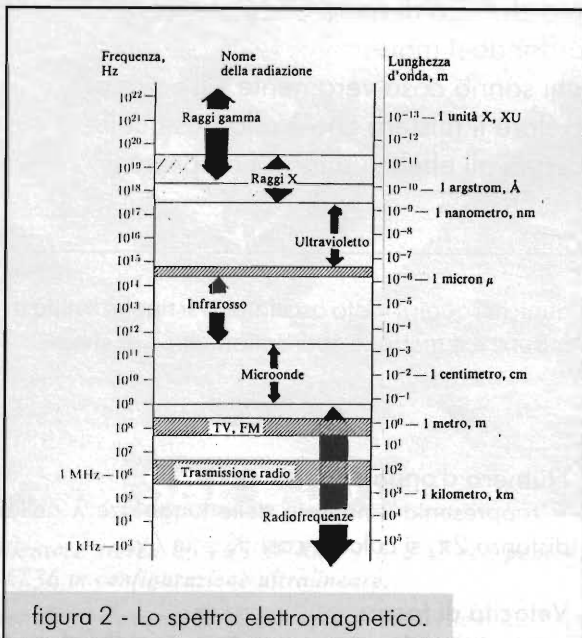 Frequenza,
Hz
Nome
della radiazione
Lunghezza
d'onda, m
10²²
10²¹
10²⁰
10¹⁹
10¹⁸
10¹⁷
10¹⁶
10¹⁵
10¹⁴
10¹³
10¹²
10¹¹
10¹⁰
10⁹
10⁸
10⁷
1 MHz — 10⁶
10⁵
10⁴
1 kHz — 10³
Raggi gamma
Raggi X
Ultravioletto
Infrarosso
Microonde
TV, FM
Trasmissione radio
Radiofrequenze
10⁻¹³ — 1 unità X, XU
10⁻¹²
10⁻¹¹
10⁻¹⁰ — 1 argstrom, Å
10⁻⁹ — 1 nanometro, nm
10⁻⁸
10⁻⁷
10⁻⁶ — 1 micron μ
10⁻⁵
10⁻⁴
10⁻³
10⁻² — 1 centimetro, cm
10⁻¹
10⁰ — 1 metro, m
10¹
10²
10³ — 1 kilometro, km
10⁴
10⁵
figura 2 - Lo spettro elettromagnetico.